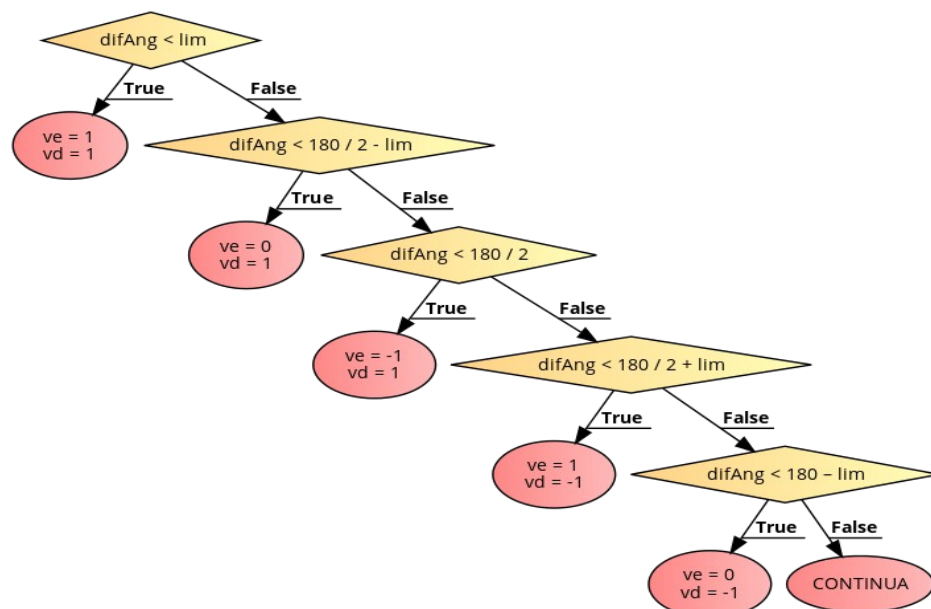 difAng < lim
True
False
ve = 1
vd = 1
difAng < 180 / 2 - lim
True
False
ve = 0
vd = 1
difAng < 180 / 2
True
False
ve = -1
vd = 1
difAng < 180 / 2 + lim
True
False
ve = 1
vd = -1
difAng < 180 – lim
True
False
ve = 0
vd = -1
CONTINUA